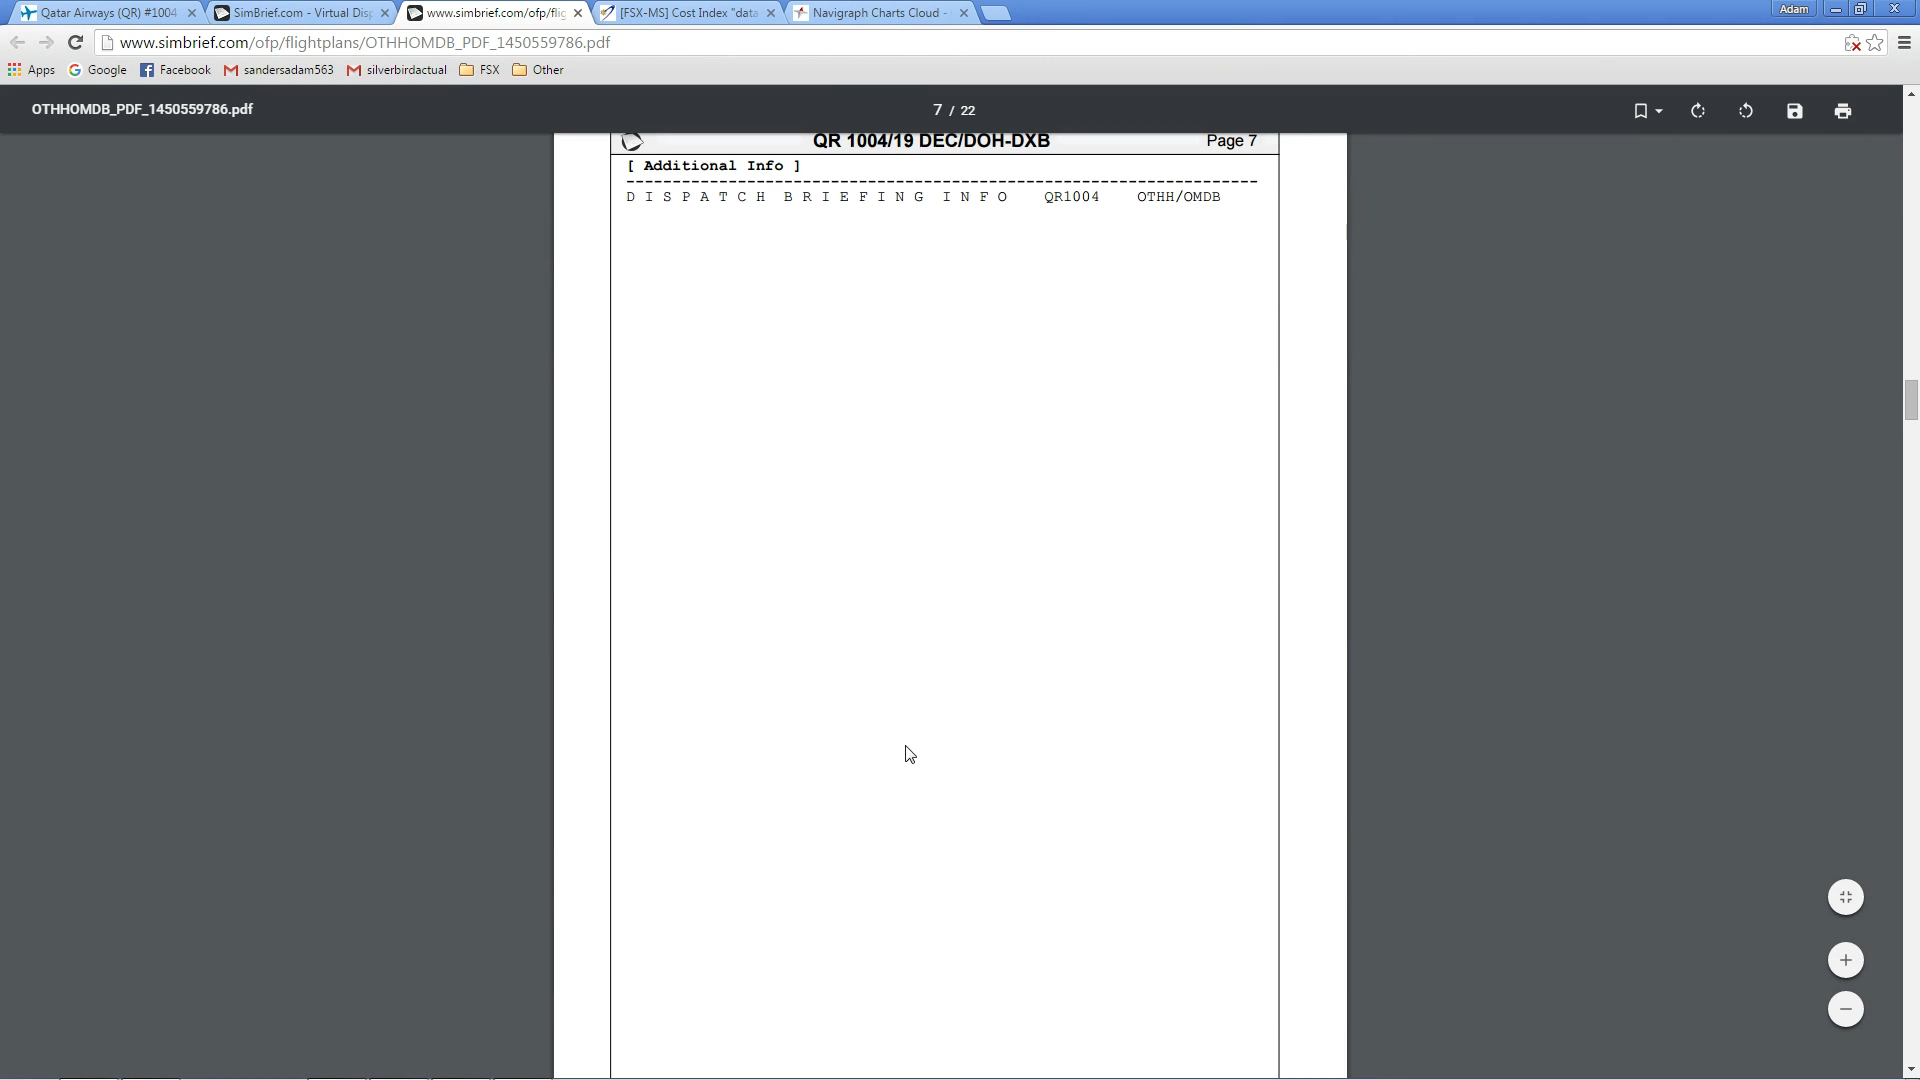 Qatar Airways (QR) #1004
SimBrief.com - Virtual Disp
www.simbrief.com/ofp/flig
[FSX-MS] Cost Index "data
Navigraph Charts Cloud -
Adam
www.simbrief.com/ofp/flightplans/OTHHOMDB_PDF_1450559786.pdf
Apps
Google
Facebook
sandersadam563
silverbirdactual
FSX
Other
OTHHOMDB_PDF_1450559786.pdf
7 / 22
QR 1004/19 DEC/DOH-DXB
Page 7
[ Additional Info ]
--------------------------------------------------------------------
D I S P A T C H  B R I E F I N G  I N F O    QR1004    OTHH/OMDB